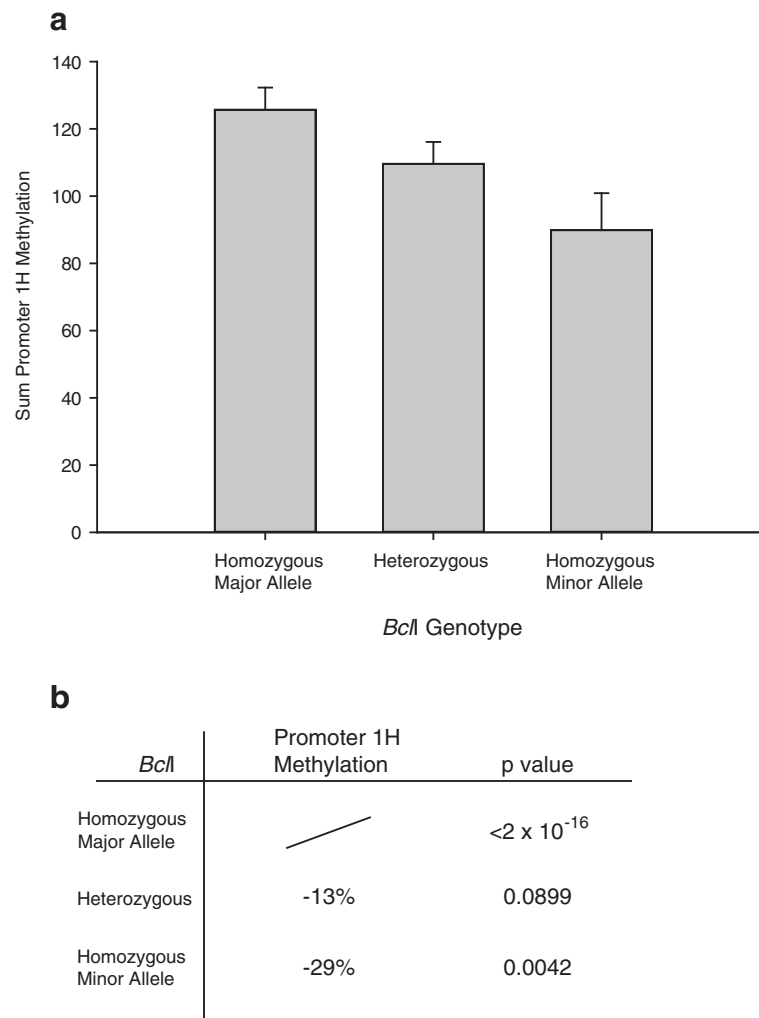 a
140
120
100
80
60
40
20
0
Sum Promoter 1H Methylation
Homozygous
Major Allele
Heterozygous
Homozygous
Minor Allele
BclI Genotype
b
BclI
Promoter 1H
Methylation
p value
Homozygous
Major Allele
<2 x 10⁻¹⁶
Heterozygous
-13%
0.0899
Homozygous
Minor Allele
-29%
0.0042